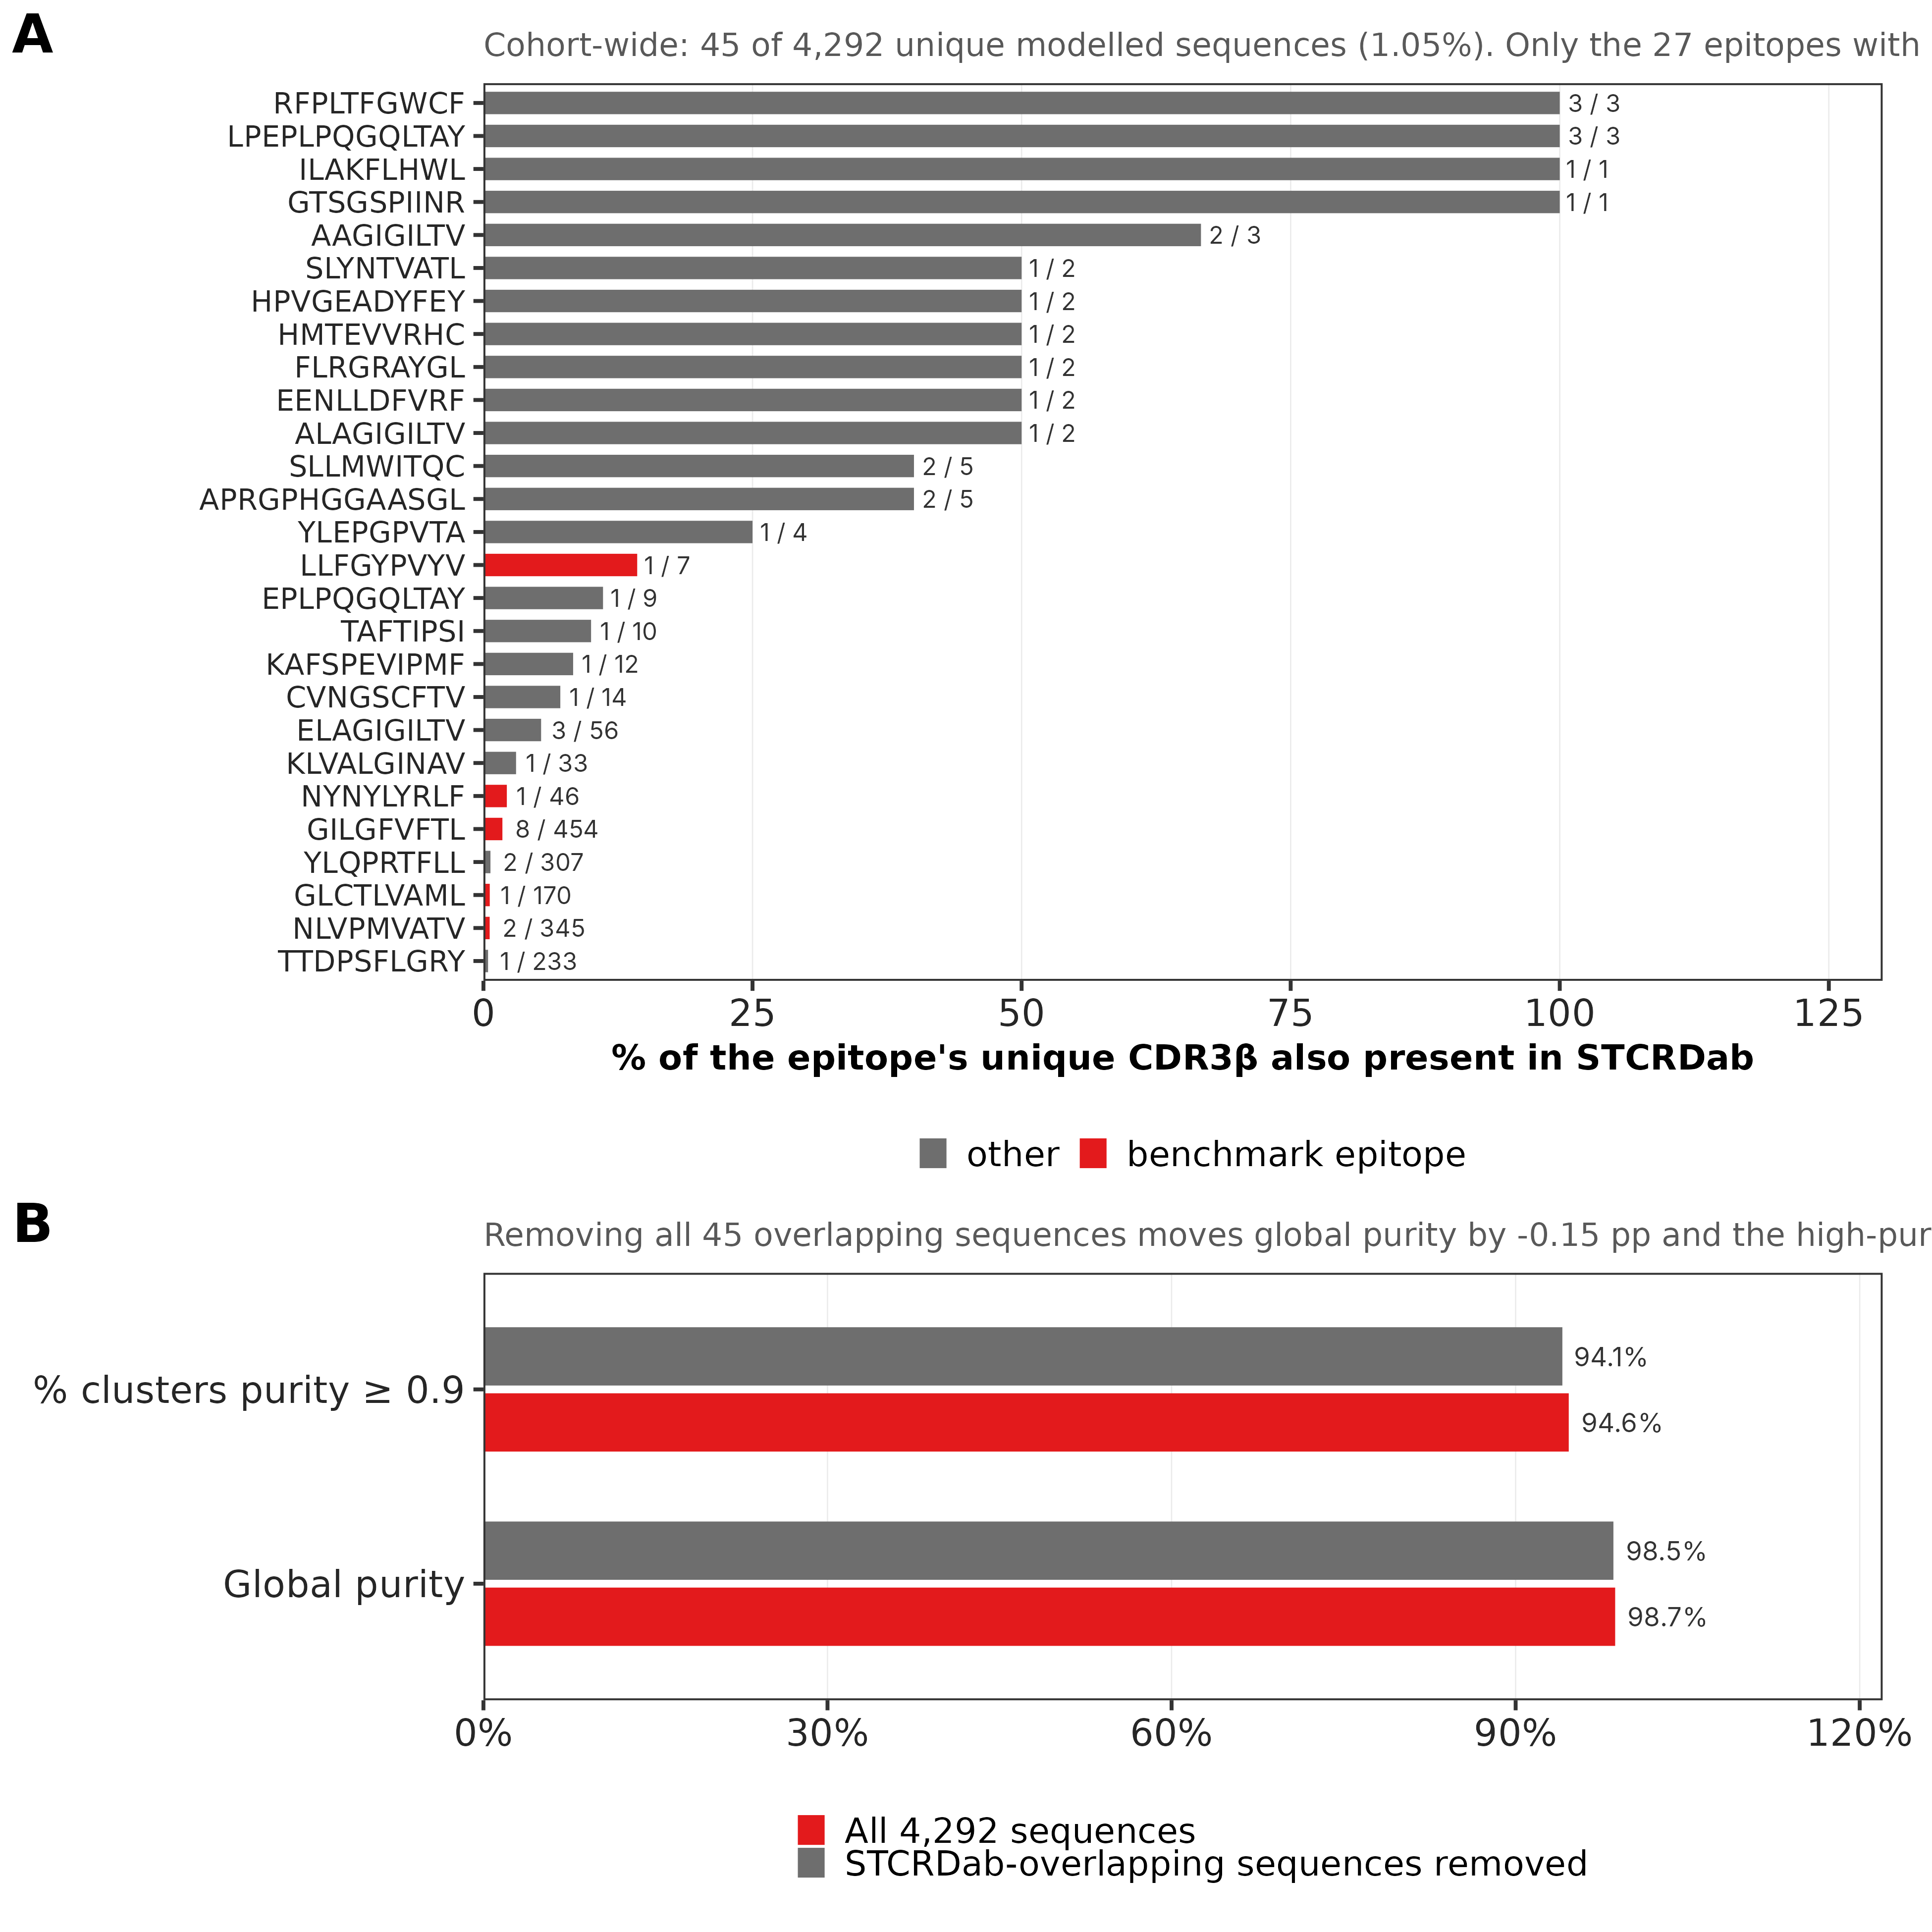 A
Cohort-wide: 45 of 4,292 unique modelled sequences (1.05%). Only the 27 epitopes with
RFPLTFGWCF 3 / 3
LPEPLPQGQLTAY 3 / 3
ILAKFLHWL 1 / 1
GTSGSPIINR 1 / 1
AAGIGILTV 2 / 3
SLYNTVATL 1 / 2
HPVGEADYFEY 1 / 2
HMTEVVRHC 1 / 2
FLRGRAYGL 1 / 2
EENLLDFVRF 1 / 2
ALAGIGILTV 1 / 2
SLLMWITQC 2 / 5
APRGPHGGAASGL 2 / 5
YLEPGPVTA 1 / 4
LLFGYPVYV 1 / 7
EPLPQGQLTAY 1 / 9
TAFTIPSI 1 / 10
KAFSPEVIPMF 1 / 12
CVNGSCFTV 1 / 14
ELAGIGILTV 3 / 56
KLVALGINAV 1 / 33
NYNYLYRLF 1 / 46
GILGFVFTL 8 / 454
YLQPRTFLL 2 / 307
GLCTLVAML 1 / 170
NLVPMVATV 2 / 345
TTDPSFLGRY 1 / 233
0 25 50 75 100 125
% of the epitope's unique CDR3β also present in STCRDab
other benchmark epitope
B
Removing all 45 overlapping sequences moves global purity by -0.15 pp and the high-pur
94.1%
% clusters purity ≥ 0.9
94.6%
98.5%
Global purity
98.7%
0% 30% 60% 90% 120%
All 4,292 sequences
STCRDab-overlapping sequences removed